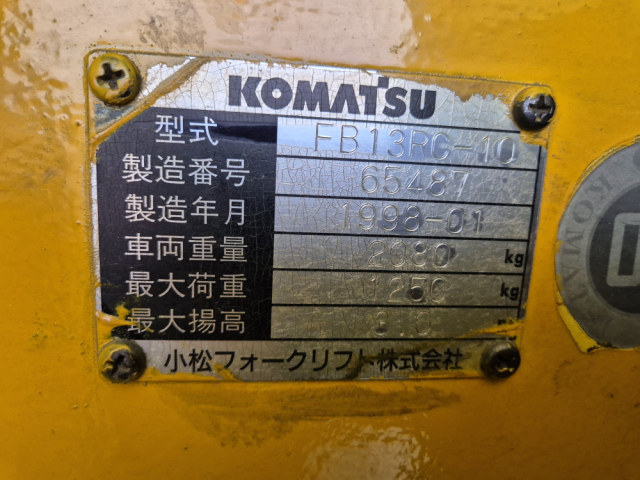 KOMATSU
型式 FB13RG-10
製造番号 65487
製造年月 1998-01
車両重量 2980 kg
最大荷重 1250 kg
最大揚高 3.0
小松フォークリフト株式会社